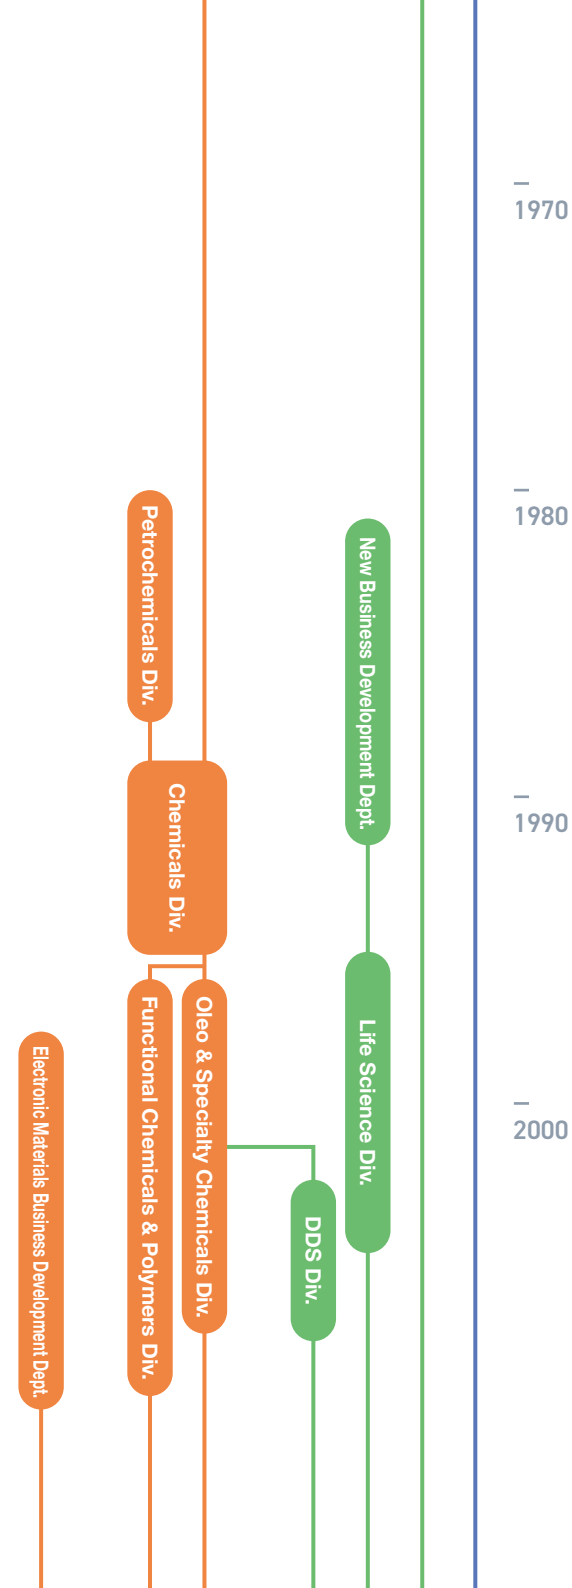 1970
1980
Petrochemicals Div.
New Business Development Dept.
1990
Chemicals Div.
Life Science Div.
Functional Chemicals & Polymers Div.
Oleo & Specialty Chemicals Div.
Electronic Materials Business Development Dept.
2000
DDS Div.